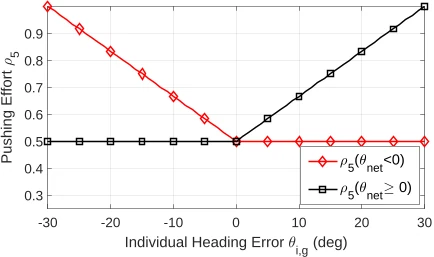 0.9
0.8
0.7
0.6
0.5
0.4
0.3
Pushing Effort ρ5
ρ5(θnet<0)
ρ5(θnet≥ 0)
-30 -20 -10 0 10 20 30
Individual Heading Error θi,g (deg)